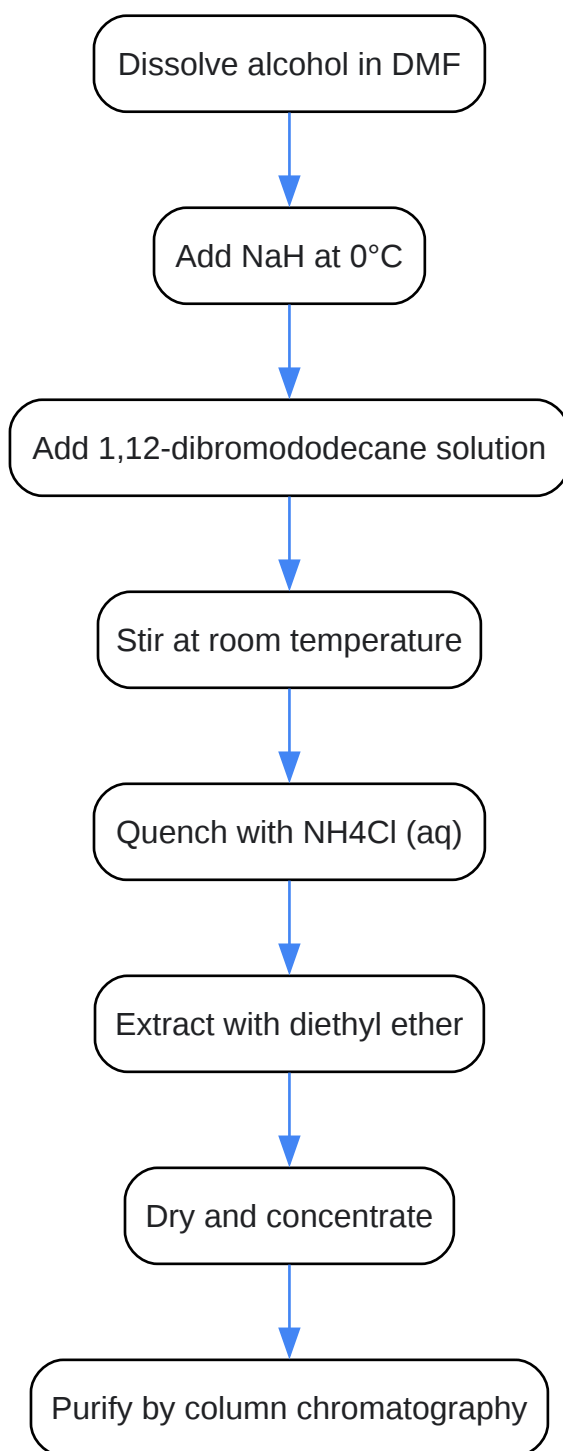 Dissolve alcohol in DMF
Add NaH at 0°C
Add 1,12-dibromododecane solution
Stir at room temperature
Quench with NH4Cl (aq)
Extract with diethyl ether
Dry and concentrate
Purify by column chromatography